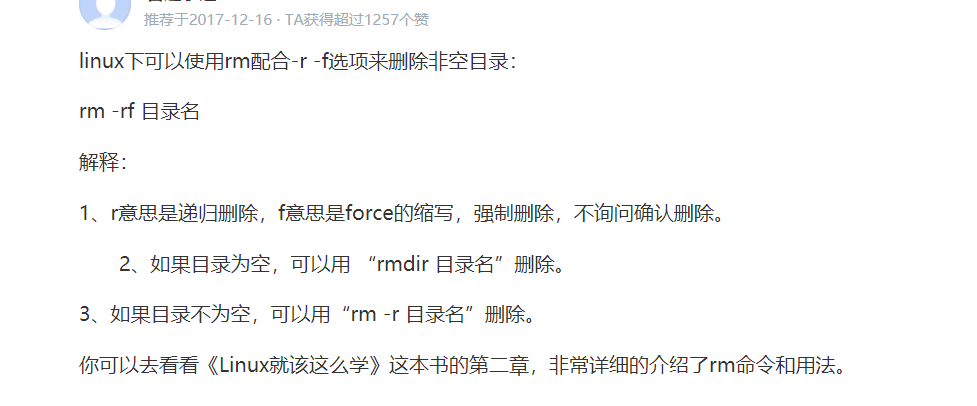 推荐于2017-12-16 · TA获得超过1257个赞
linux下可以使用rm配合-r -f选项来删除非空目录：
rm -rf 目录名
解释：
1、r意思是递归删除，f意思是force的缩写，强制删除，不询问确认删除。
2、如果目录为空，可以用 “rmdir 目录名”删除。
3、如果目录不为空，可以用“rm -r 目录名”删除。
你可以去看看《Linux就该这么学》这本书的第二章，非常详细的介绍了rm命令和用法。